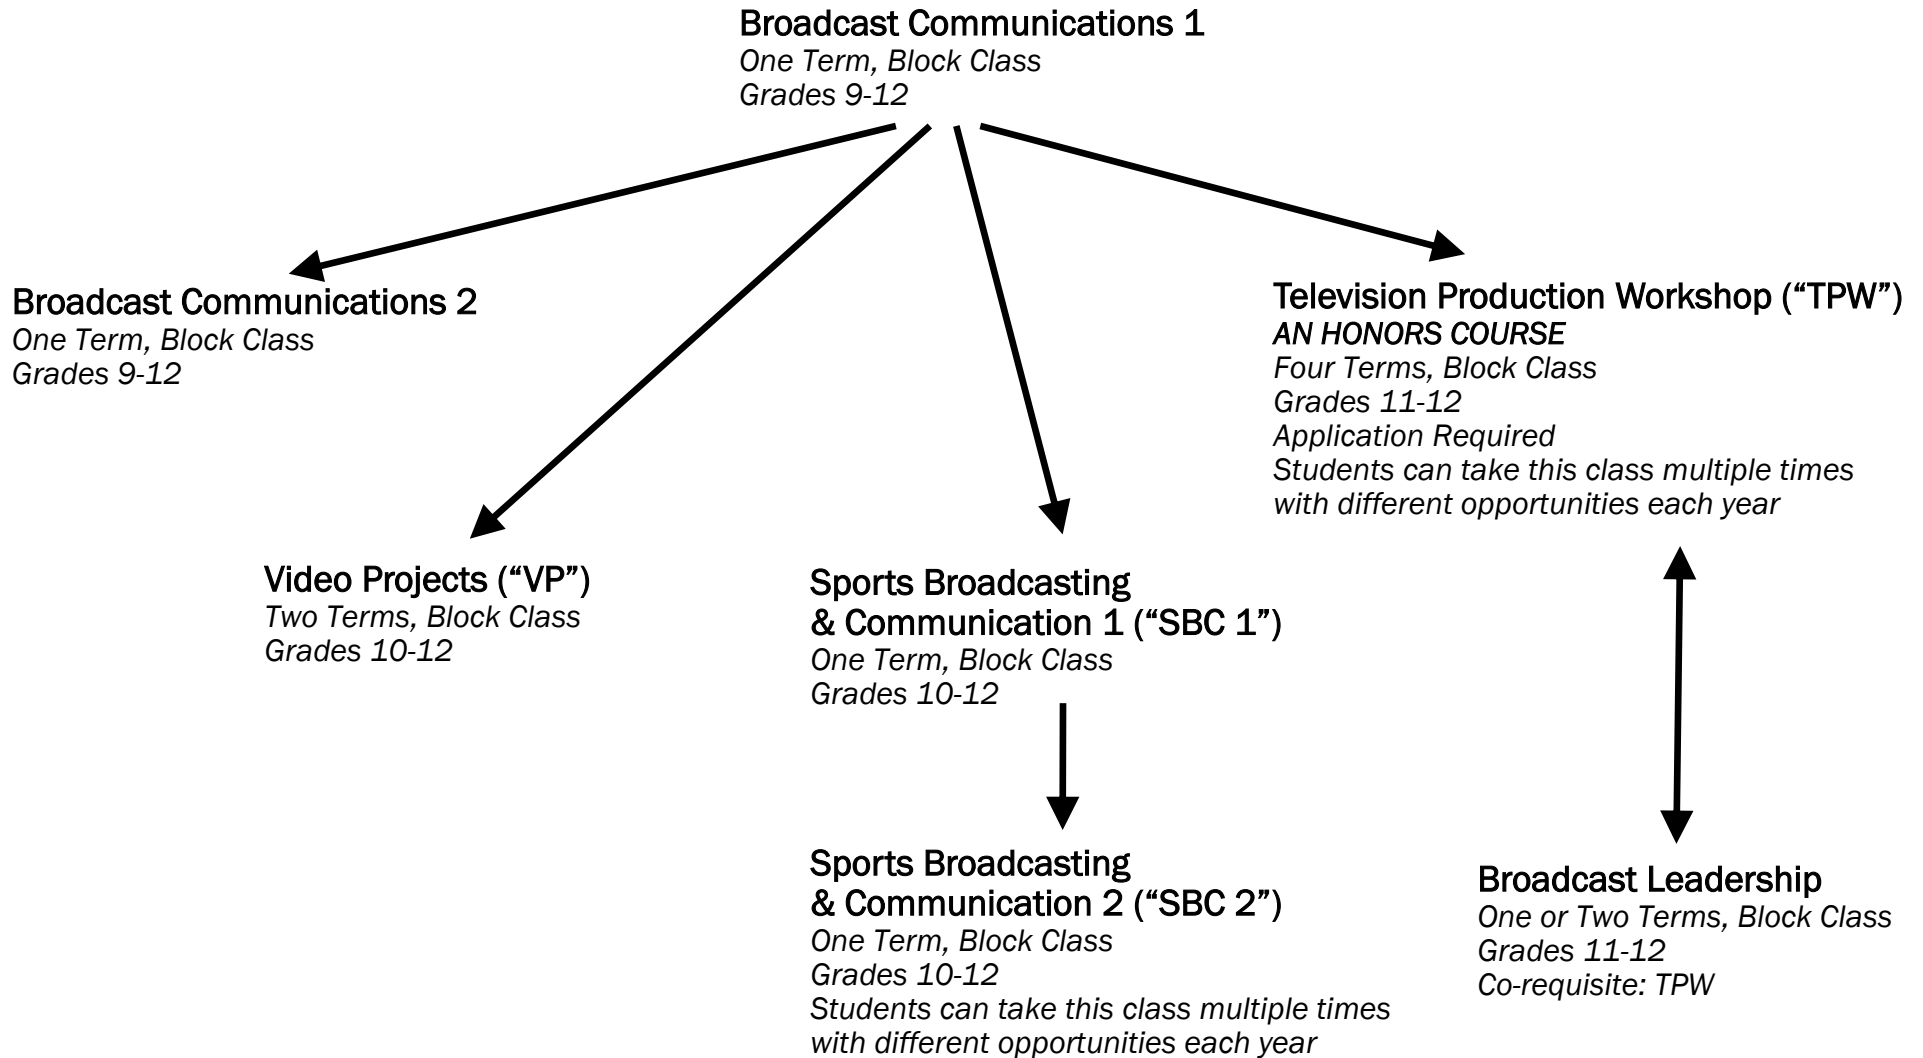 Broadcast Communications 1
One Term, Block Class
Grades 9-12
Broadcast Communications 2
One Term, Block Class
Grades 9-12
Television Production Workshop (“TPW”)
AN HONORS COURSE
Four Terms, Block Class
Grades 11-12
Application Required
Students can take this class multiple times
with different opportunities each year
Video Projects (“VP”)
Two Terms, Block Class
Grades 10-12
Sports Broadcasting
& Communication 1 (“SBC 1”)
One Term, Block Class
Grades 10-12
Sports Broadcasting
& Communication 2 (“SBC 2”)
One Term, Block Class
Grades 10-12
Students can take this class multiple times
with different opportunities each year
Broadcast Leadership
One or Two Terms, Block Class
Grades 11-12
Co-requisite: TPW